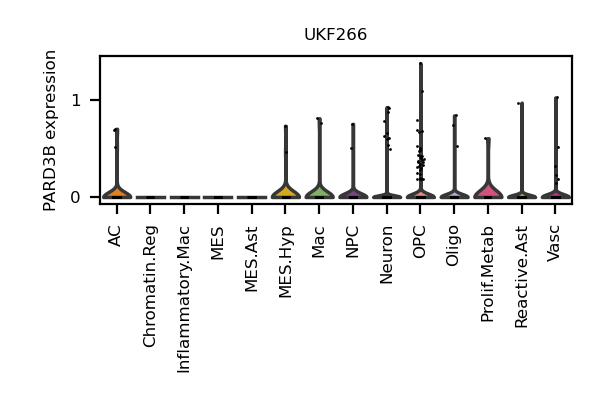 UKF266
PARD3B expression
1
0
AC
Chromatin.Reg
Inflammatory.Mac
MES
MES.Ast
MES.Hyp
Mac
NPC
Neuron
OPC
Oligo
Prolif.Metab
Reactive.Ast
Vasc